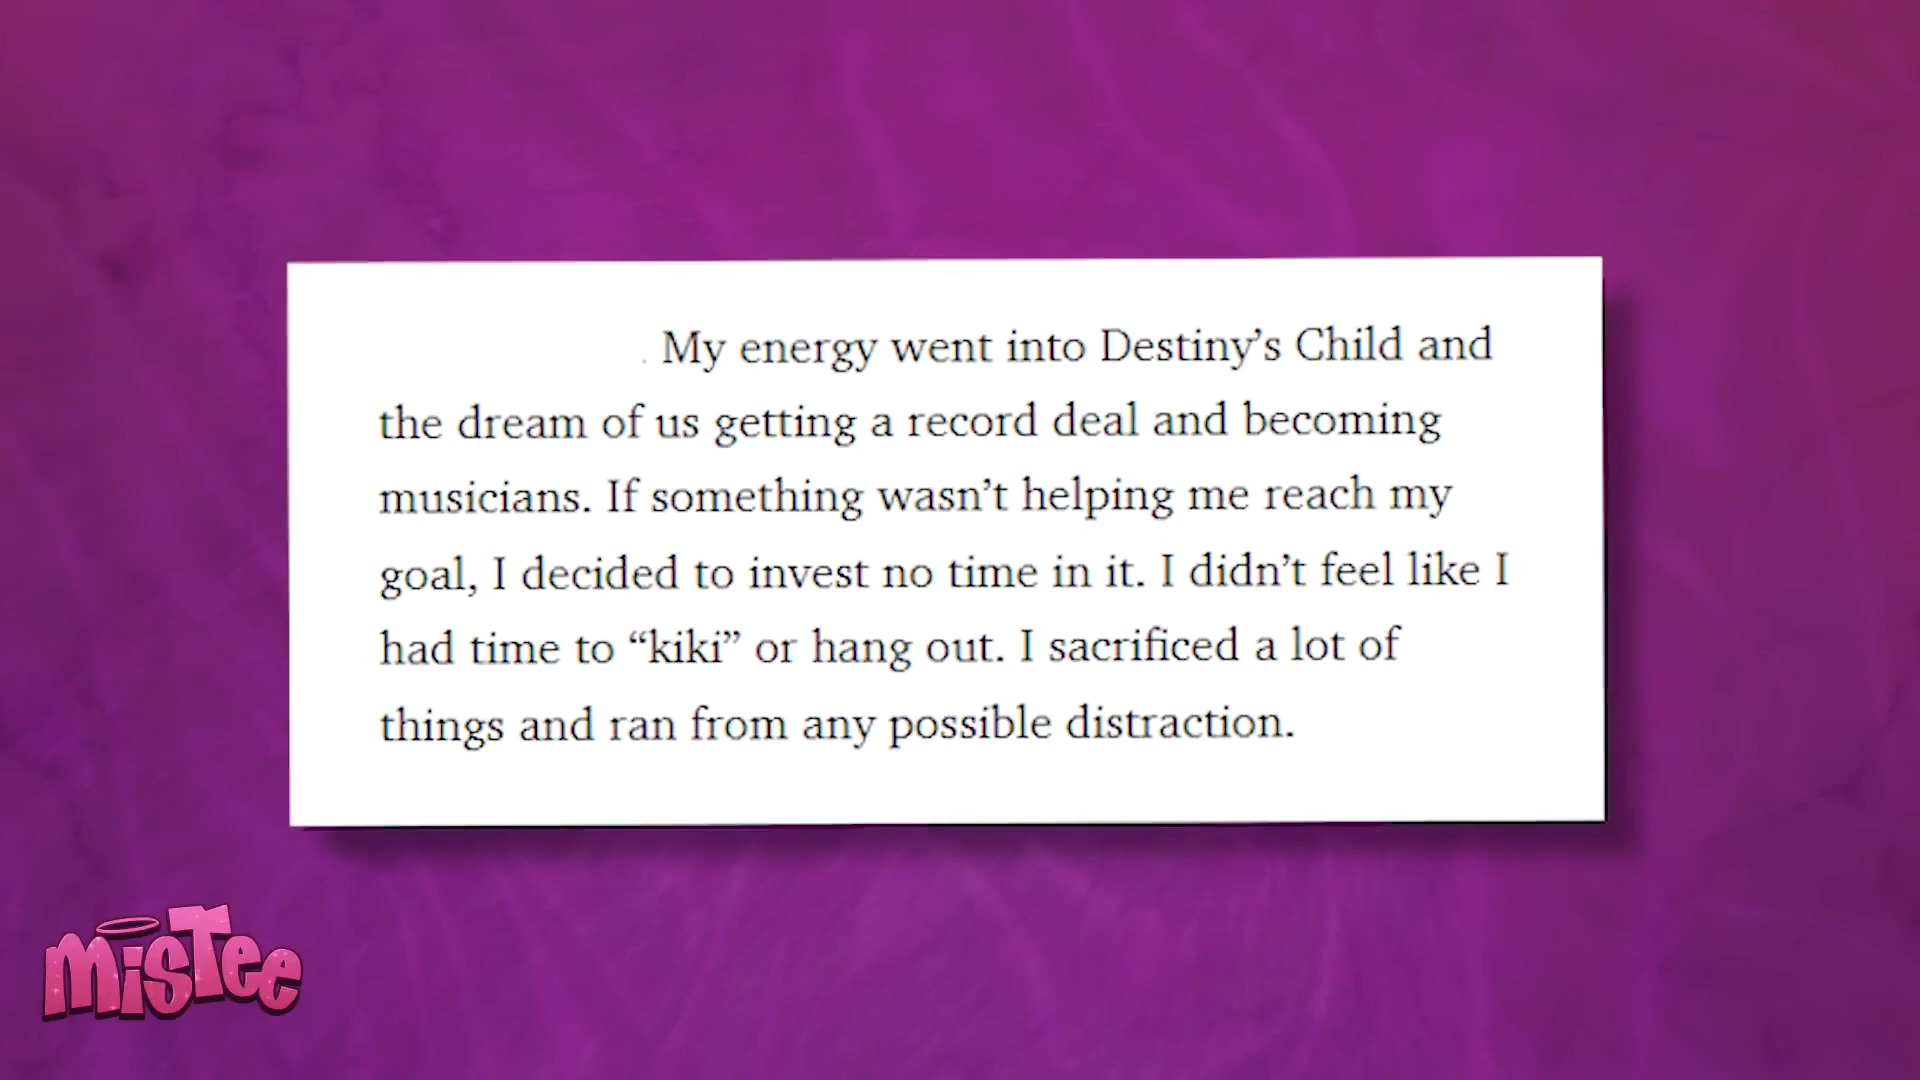 My energy went into Destiny’s Child and
the dream of us getting a record deal and becoming
musicians. If something wasn’t helping me reach my
goal, I decided to invest no time in it. I didn’t feel like I
had time to “kiki” or hang out. I sacrificed a lot of
things and ran from any possible distraction.
misTee